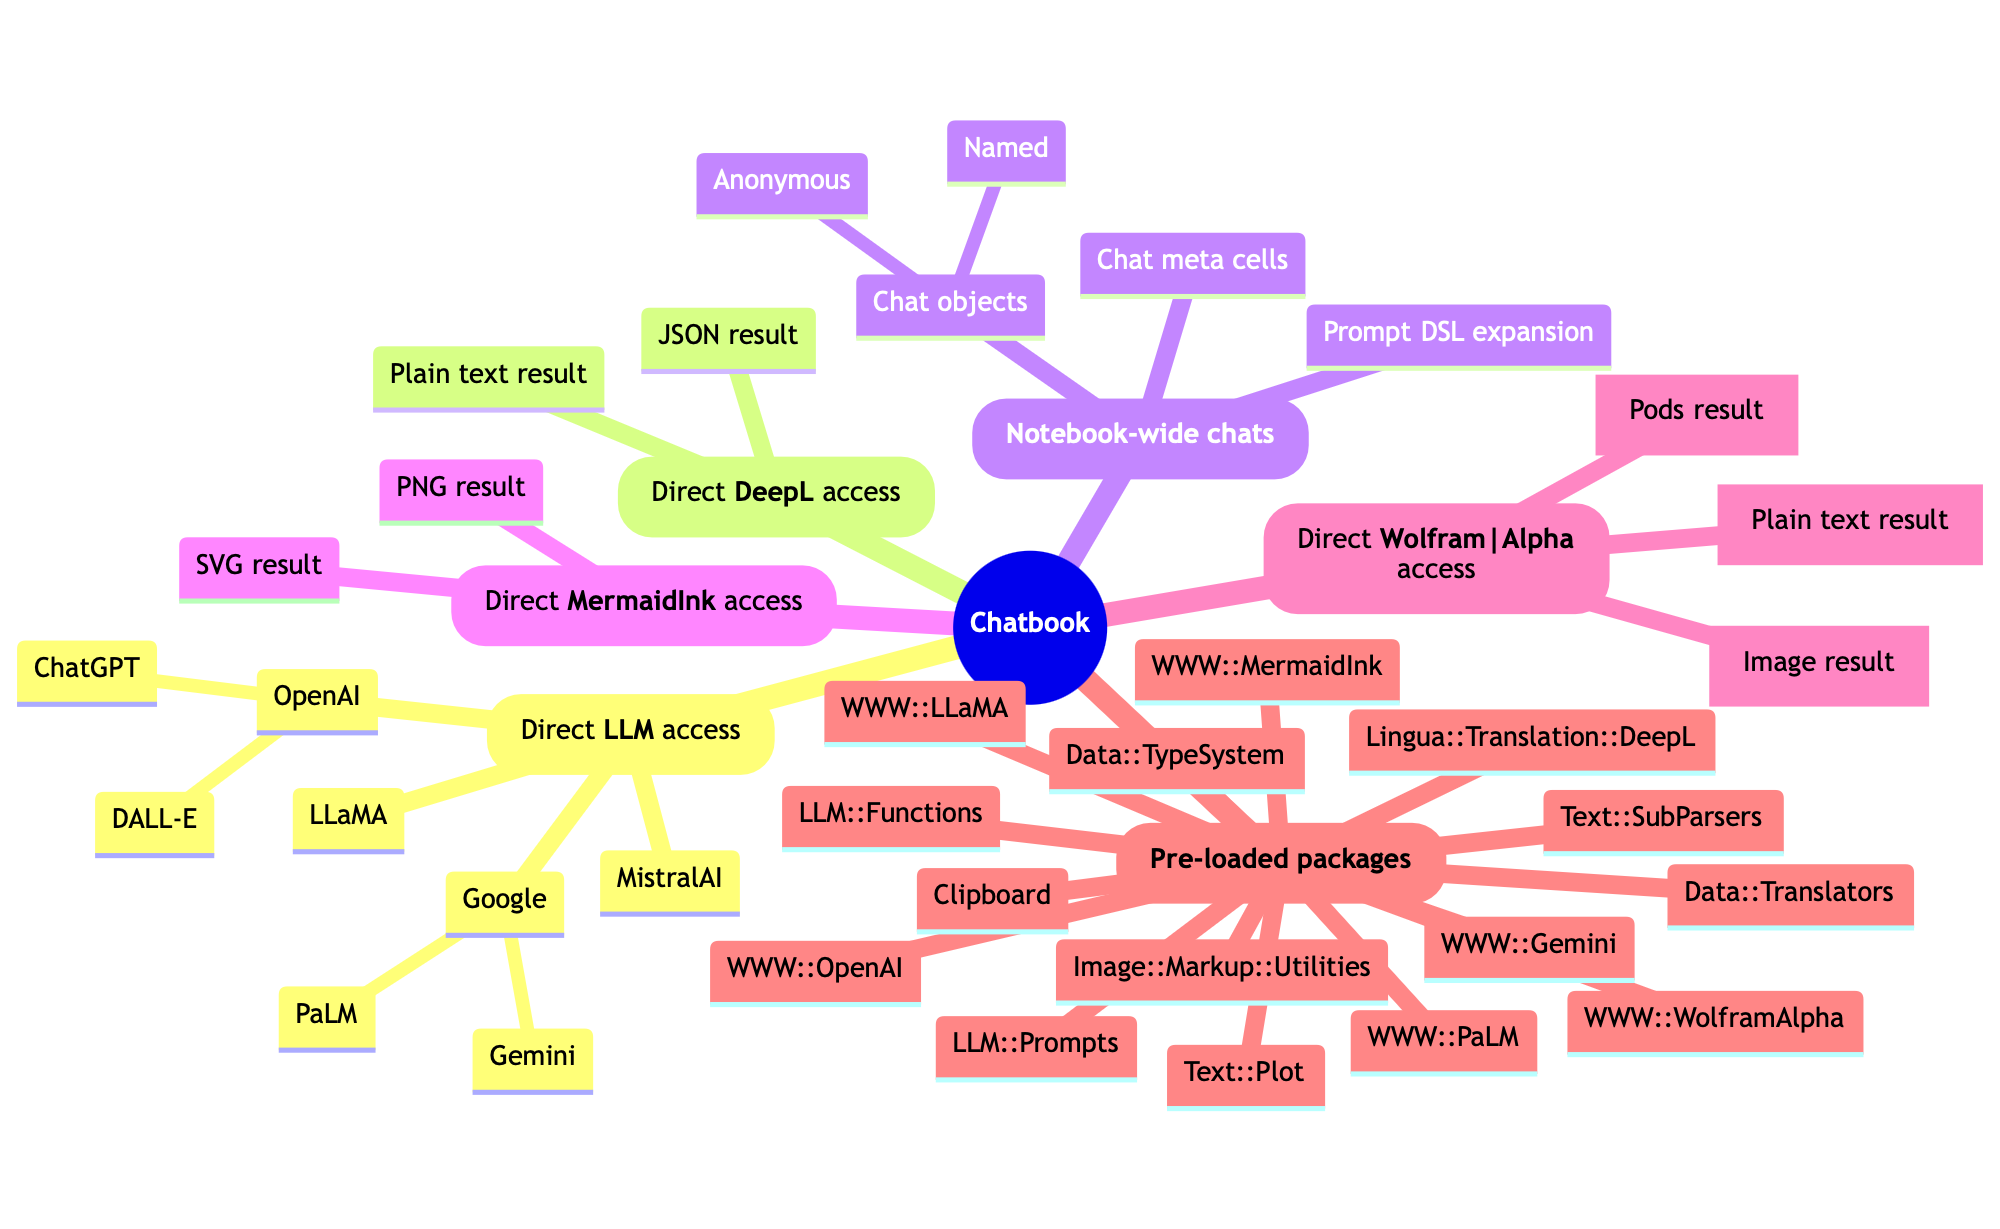 Named
Anonymous
Chat meta cells
Chat objects
Prompt DSL expansion
JSON result
Plain text result
Notebook-wide chats
Pods result
PNG result
Direct DeepL access
Plain text result
Direct Wolfram|Alpha
access
SVG result
Direct MermaidInk access
Chatbook
Image result
ChatGPT
OpenAI
Direct LLM access
DALL-E
LLaMA
MistralAI
Google
PaLM
Gemini
WWW::MermaidInk
WWW::LLaMA
Data::TypeSystem
Lingua::Translation::DeepL
LLM::Functions
Text::SubParsers
Pre-loaded packages
Clipboard
Data::Translators
WWW::OpenAI
Image::Markup::Utilities
WWW::Gemini
LLM::Prompts
Text::Plot
WWW::PaLM
WWW::WolframAlpha